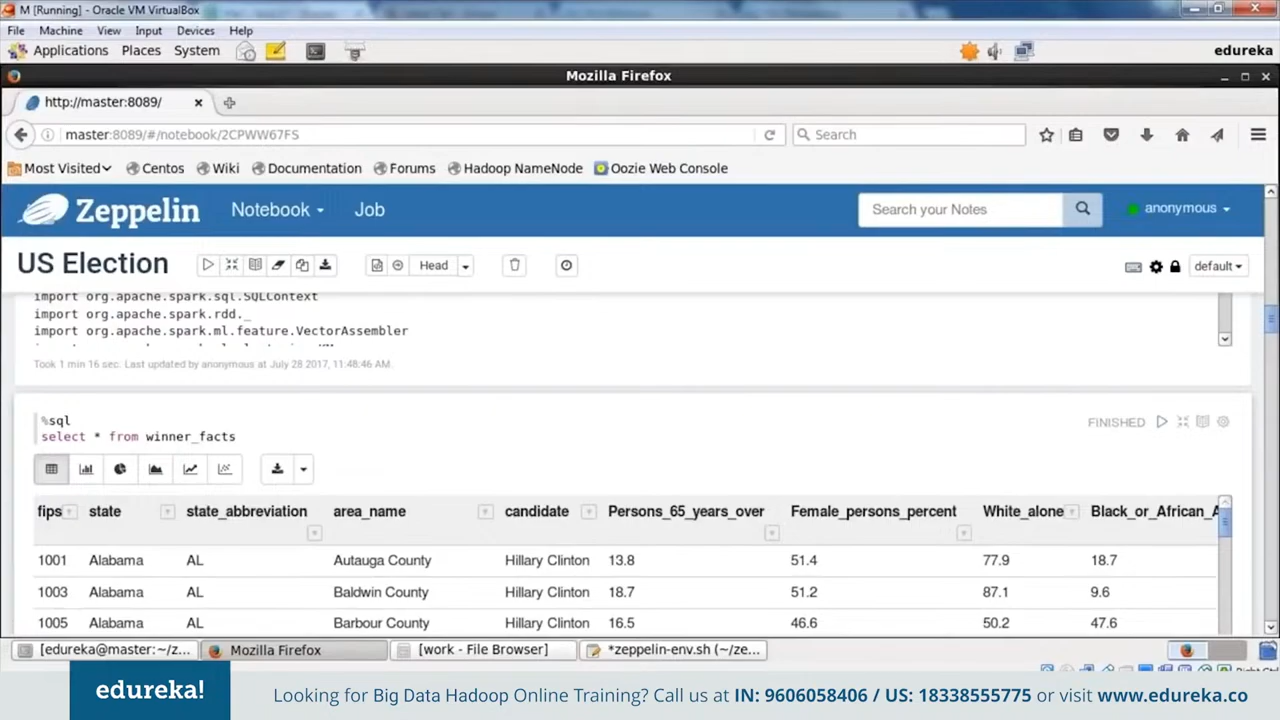 M [Running] - Oracle VM VirtualBox
File Machine View Input Devices Help
Applications Places System edureka
Mozilla Firefox
http://master:8089/
master:8089/#/notebook/2CPWW67FS Search
Most Visited Centos Wiki Documentation Forums Hadoop NameNode Oozie Web Console
Zeppelin Notebook Job Search your Notes anonymous
US Election Head default
import org.apache.spark.sql.SQLContext
import org.apache.spark.rdd._
import org.apache.spark.ml.feature.VectorAssembler
Took 1 min 16 sec. Last updated by anonymous at July 28 2017, 11:48:46 AM.
%sql FINISHED
select * from winner_facts
fips state state_abbreviation area_name candidate Persons_65_years_over Female_persons_percent White_alone Black_or_African_A
1001 Alabama AL Autauga County Hillary Clinton 13.8 51.4 77.9 18.7
1003 Alabama AL Baldwin County Hillary Clinton 18.7 51.2 87.1 9.6
1005 Alabama AL Barbour County Hillary Clinton 16.5 46.6 50.2 47.6
[edureka@master:~/z... Mozilla Firefox [work - File Browser] *zeppelin-env.sh (~/ze...
edureka! Looking for Big Data Hadoop Online Training? Call us at IN: 9606058406 / US: 18338555775 or visit www.edureka.co